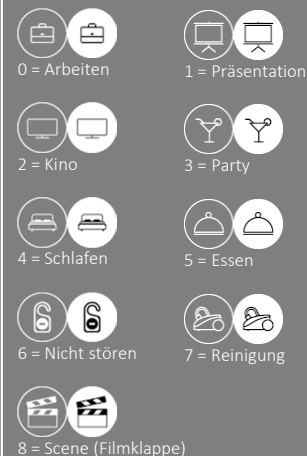 0 = Arbeiten
1 = Präsentation
2 = Kino
3 = Party
4 = Schlafen
5 = Essen
6 = Nicht stören
7 = Reinigung
8 = Scene (Filmklappe)